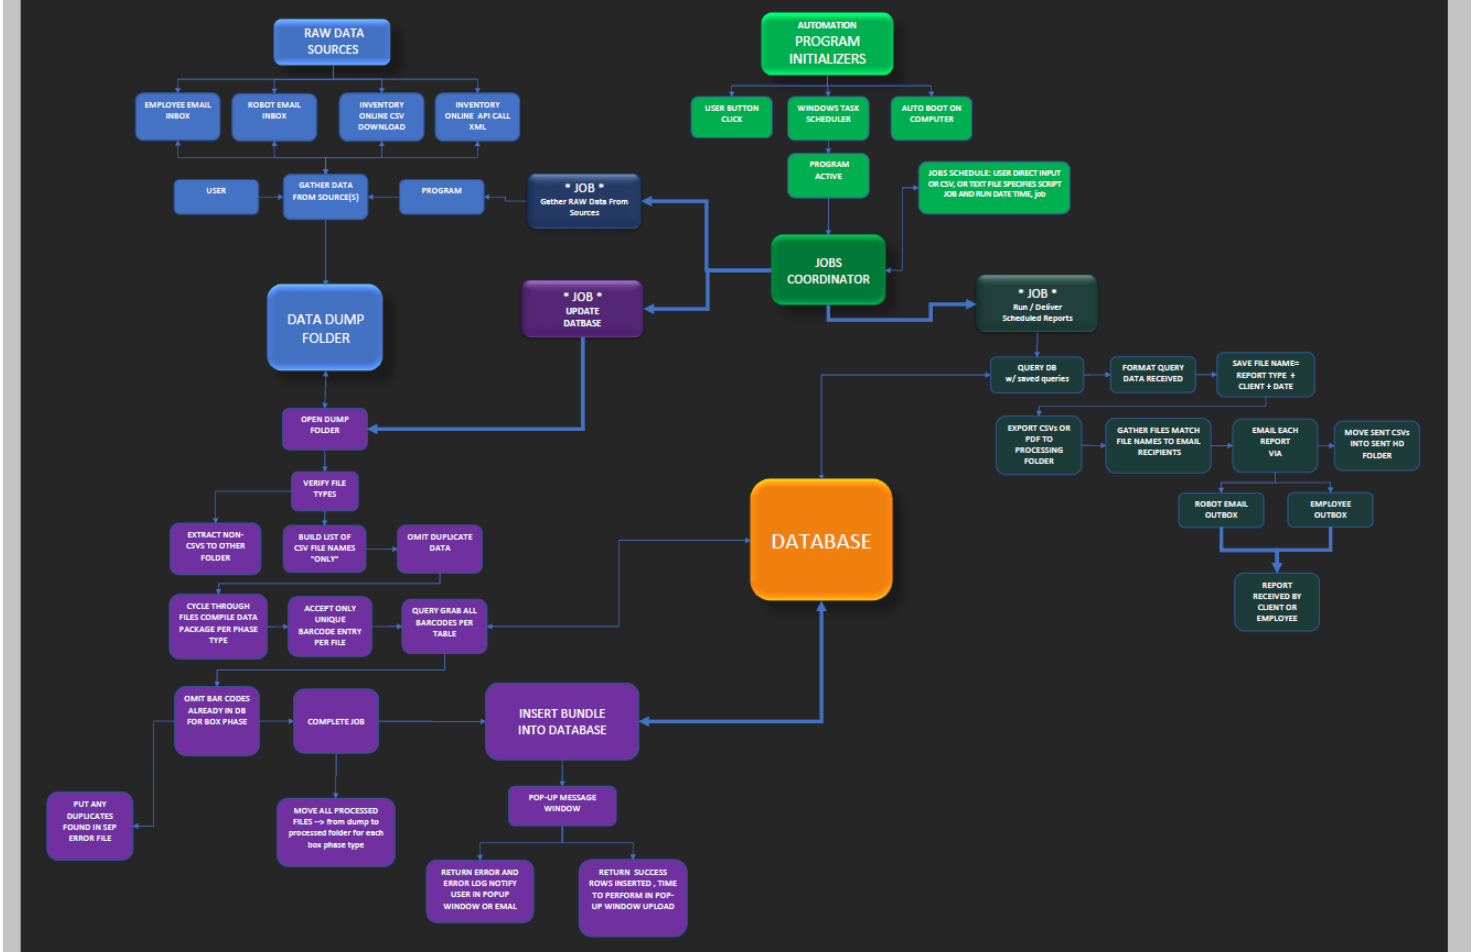 RAW DATA
SOURCES
AUTOMATION
PROGRAM
INITIALIZERS
EMPLOYEE EMAIL
INBOX
ROBOT EMAIL
INBOX
INVENTORY
ONLINE CSV
DOWNLOAD
INVENTORY
ONLINE  API CALL
XML
USER BUTTON
CLICK
WINDOWS TASK
SCHEDULER
AUTO BOOT ON
COMPUTER
USER
GATHER DATA
FROM SOURCE(S)
PROGRAM
* JOB *
Gather RAW Data From
Sources
PROGRAM
ACTIVE
JOBS SCHEDULE: USER DIRECT INPUT
OR CSV, OR TEXT FILE SPECIFIES SCRIPT
JOB AND RUN DATE TIME, job
JOBS
COORDINATOR
DATA DUMP
FOLDER
* JOB *
UPDATE
DATBASE
* JOB *
Run / Deliver
Scheduled Reports
QUERY DB
w/ saved queries
FORMAT QUERY
DATA RECEIVED
SAVE FILE NAME=
REPORT TYPE  +
CLIENT + DATE
OPEN DUMP
FOLDER
EXPORT CSVs OR
PDF TO
PROCESSING
FOLDER
GATHER FILES MATCH
FILE NAMES TO EMAIL
RECIPIENTS
EMAIL EACH
REPORT
VIA
MOVE SENT CSVs
INTO SENT HD
FOLDER
VERIFY FILE
TYPES
ROBOT EMAIL
OUTBOX
EMPLOYEE
OUTBOX
EXTRACT NON-
CSVS TO OTHER
FOLDER
BUILD LIST OF
CSV FILE NAMES
"ONLY"
OMIT DUPLICATE
DATA
DATABASE
REPORT
RECEIVED BY
CLIENT OR
EMPLOYEE
CYCLE THROUGH
FILES COMPILE DATA
PACKAGE PER PHASE
TYPE
ACCEPT ONLY
UNIQUE
BARCODE ENTRY
PER FILE
QUERY GRAB ALL
BARCODES PER
TABLE
OMIT BAR CODES
ALREADY IN DB
FOR BOX PHASE
COMPLETE JOB
INSERT BUNDLE
INTO DATABASE
PUT ANY
DUPLICATES
FOUND IN SEP
ERROR FILE
MOVE ALL PROCESSED
FILES --> from dump to
processed folder for each
box phase type
POP-UP MESSAGE
WINDOW
RETURN ERROR AND
ERROR LOG NOTIFY
USER IN POPUP
WINDOW OR EMAL
RETURN  SUCCESS
ROWS INSERTED , TIME
TO PERFORM IN POP-
UP WINDOW UPLOAD